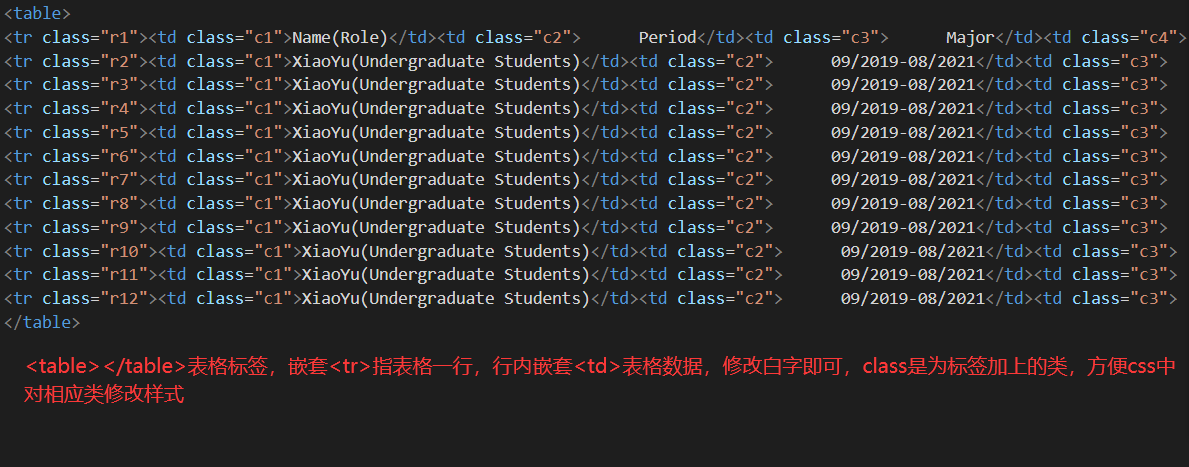 <table>
<tr class="r1"><td class="c1">Name(Role)</td><td class="c2">      Period</td><td class="c3">      Major</td><td class="c4">
<tr class="r2"><td class="c1">XiaoYu(Undergraduate Students)</td><td class="c2">      09/2019-08/2021</td><td class="c3">
<tr class="r3"><td class="c1">XiaoYu(Undergraduate Students)</td><td class="c2">      09/2019-08/2021</td><td class="c3">
<tr class="r4"><td class="c1">XiaoYu(Undergraduate Students)</td><td class="c2">      09/2019-08/2021</td><td class="c3">
<tr class="r5"><td class="c1">XiaoYu(Undergraduate Students)</td><td class="c2">      09/2019-08/2021</td><td class="c3">
<tr class="r6"><td class="c1">XiaoYu(Undergraduate Students)</td><td class="c2">      09/2019-08/2021</td><td class="c3">
<tr class="r7"><td class="c1">XiaoYu(Undergraduate Students)</td><td class="c2">      09/2019-08/2021</td><td class="c3">
<tr class="r8"><td class="c1">XiaoYu(Undergraduate Students)</td><td class="c2">      09/2019-08/2021</td><td class="c3">
<tr class="r9"><td class="c1">XiaoYu(Undergraduate Students)</td><td class="c2">      09/2019-08/2021</td><td class="c3">
<tr class="r10"><td class="c1">XiaoYu(Undergraduate Students)</td><td class="c2">      09/2019-08/2021</td><td class="c3">
<tr class="r11"><td class="c1">XiaoYu(Undergraduate Students)</td><td class="c2">      09/2019-08/2021</td><td class="c3">
<tr class="r12"><td class="c1">XiaoYu(Undergraduate Students)</td><td class="c2">      09/2019-08/2021</td><td class="c3">
</table>
<table></table>表格标签，嵌套<tr>指表格一行，行内嵌套<td>表格数据，修改白字即可，class是为标签加上的类，方便css中
对相应类修改样式